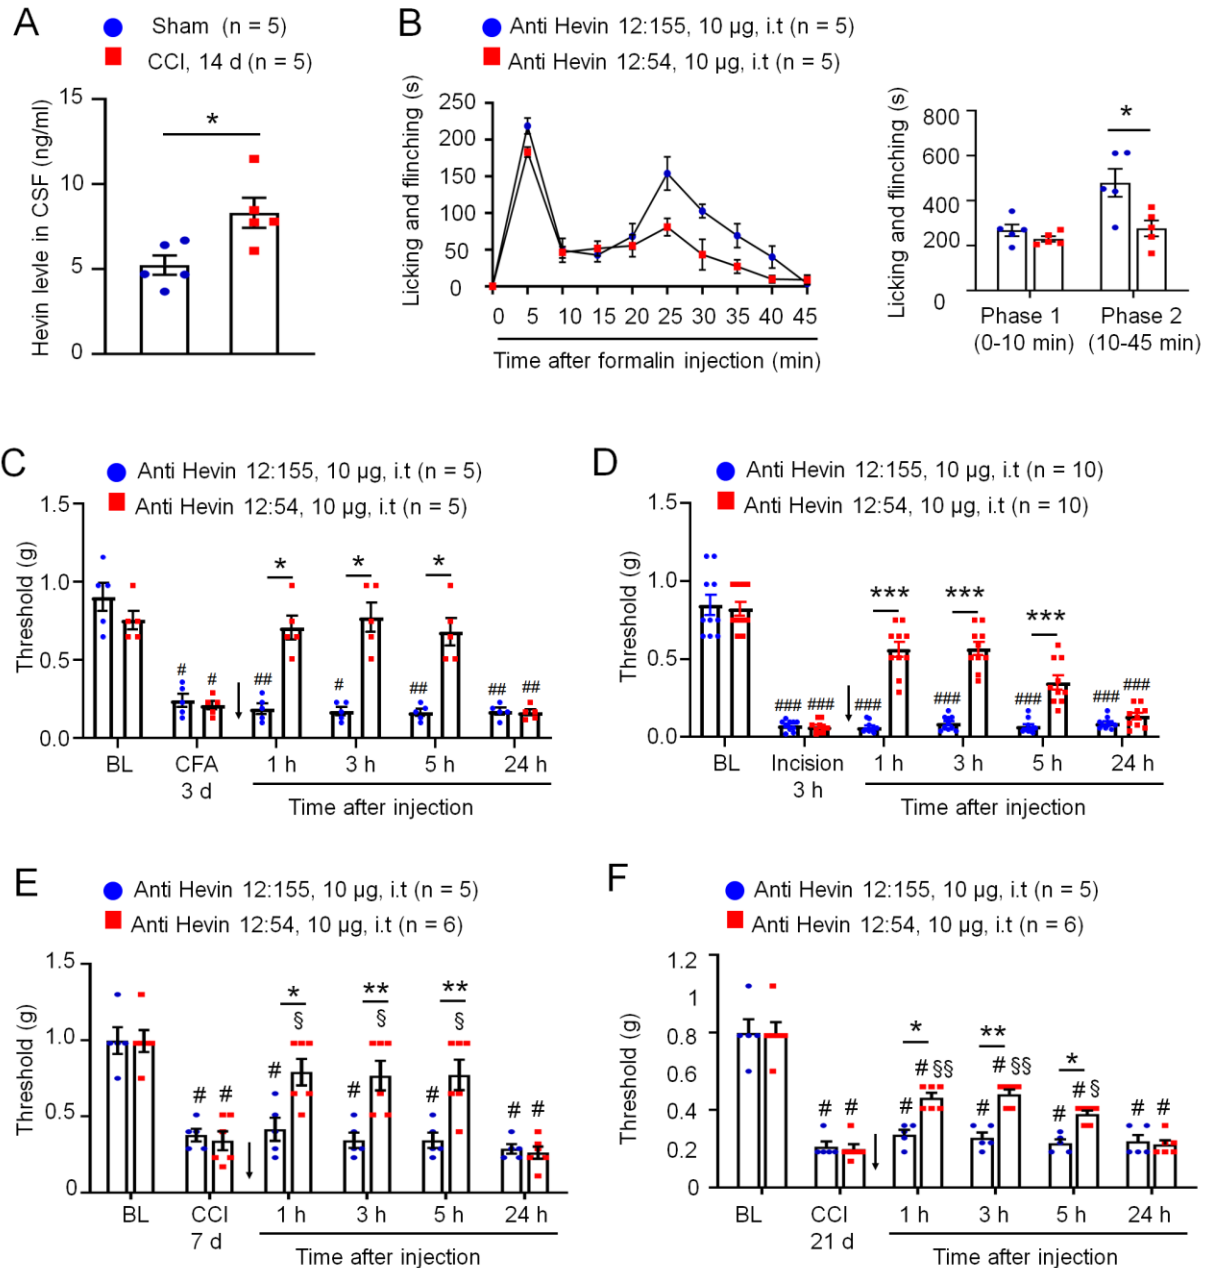 A
Sham (n = 5)
CCI, 14 d (n = 5)
Hevin levle in CSF (ng/ml)
15
10
5
0
*
B
Anti Hevin 12:155, 10 µg, i.t (n = 5)
Anti Hevin 12:54, 10 µg, i.t (n = 5)
Licking and flinching (s)
250
200
150
100
50
0
0 5 10 15 20 25 30 35 40 45
Time after formalin injection (min)
Licking and flinching (s)
800
600
400
200
0
*
Phase 1 Phase 2
(0-10 min) (10-45 min)
C
Anti Hevin 12:155, 10 µg, i.t (n = 5)
Anti Hevin 12:54, 10 µg, i.t (n = 5)
Threshold (g)
1.5
1.0
0.5
0.0
* * *
# # ## # ## ## ##
BL CFA 1 h 3 h 5 h 24 h
3 d
Time after injection
D
Anti Hevin 12:155, 10 µg, i.t (n = 10)
Anti Hevin 12:54, 10 µg, i.t (n = 10)
Threshold (g)
1.5
1.0
0.5
0.0
*** *** ***
### ### ### ### ### ### ###
BL Incision 1 h 3 h 5 h 24 h
3 h
Time after injection
E
Anti Hevin 12:155, 10 µg, i.t (n = 5)
Anti Hevin 12:54, 10 µg, i.t (n = 6)
Threshold (g)
1.5
1.0
0.5
0
* ** **
§ § §
# # # # # # #
BL CCI 1 h 3 h 5 h 24 h
7 d
Time after injection
F
Anti Hevin 12:155, 10 µg, i.t (n = 5)
Anti Hevin 12:54, 10 µg, i.t (n = 6)
Threshold (g)
1.2
0.8
0.6
0.4
0.2
0
* ** *
# §§ # §§ # §
# # # # # # #
BL CCI 1 h 3 h 5 h 24 h
21 d
Time after injection